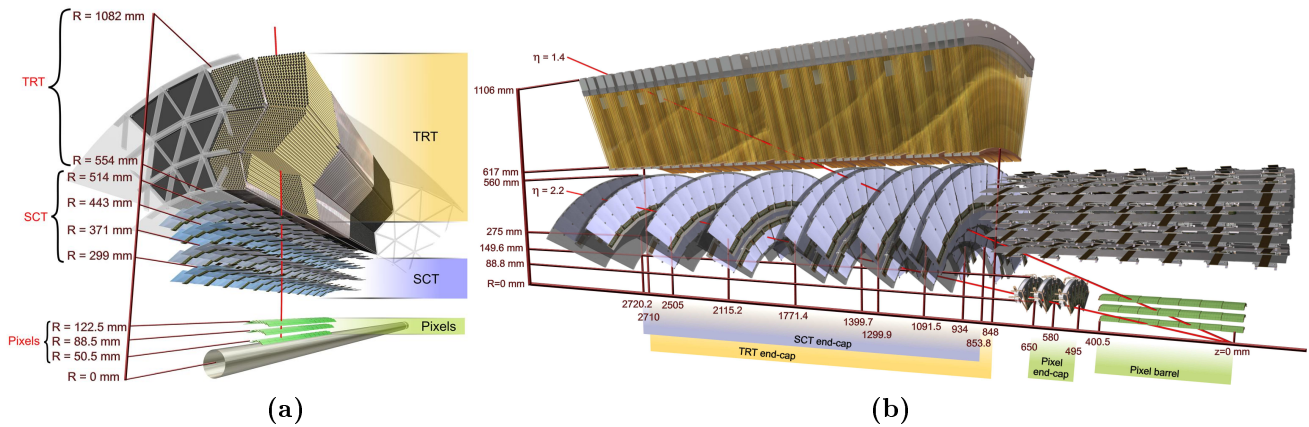 R = 1082 mm
TRT
R = 554 mm
R = 514 mm
R = 443 mm
SCT
R = 371 mm
R = 299 mm
R = 122.5 mm
Pixels
R = 88.5 mm
R = 50.5 mm
R = 0 mm
TRT
SCT
Pixels
(a)
η = 1.4
1106 mm
617 mm
560 mm
η = 2.2
275 mm
149.6 mm
88.8 mm
R=0 mm
2720.2
2710
2505
2115.2
1771.4
1399.7
1299.9
1091.5
934
848
853.8
650
580
495
400.5
z=0 mm
SCT end-cap
TRT end-cap
Pixel
end-cap
Pixel barrel
(b)